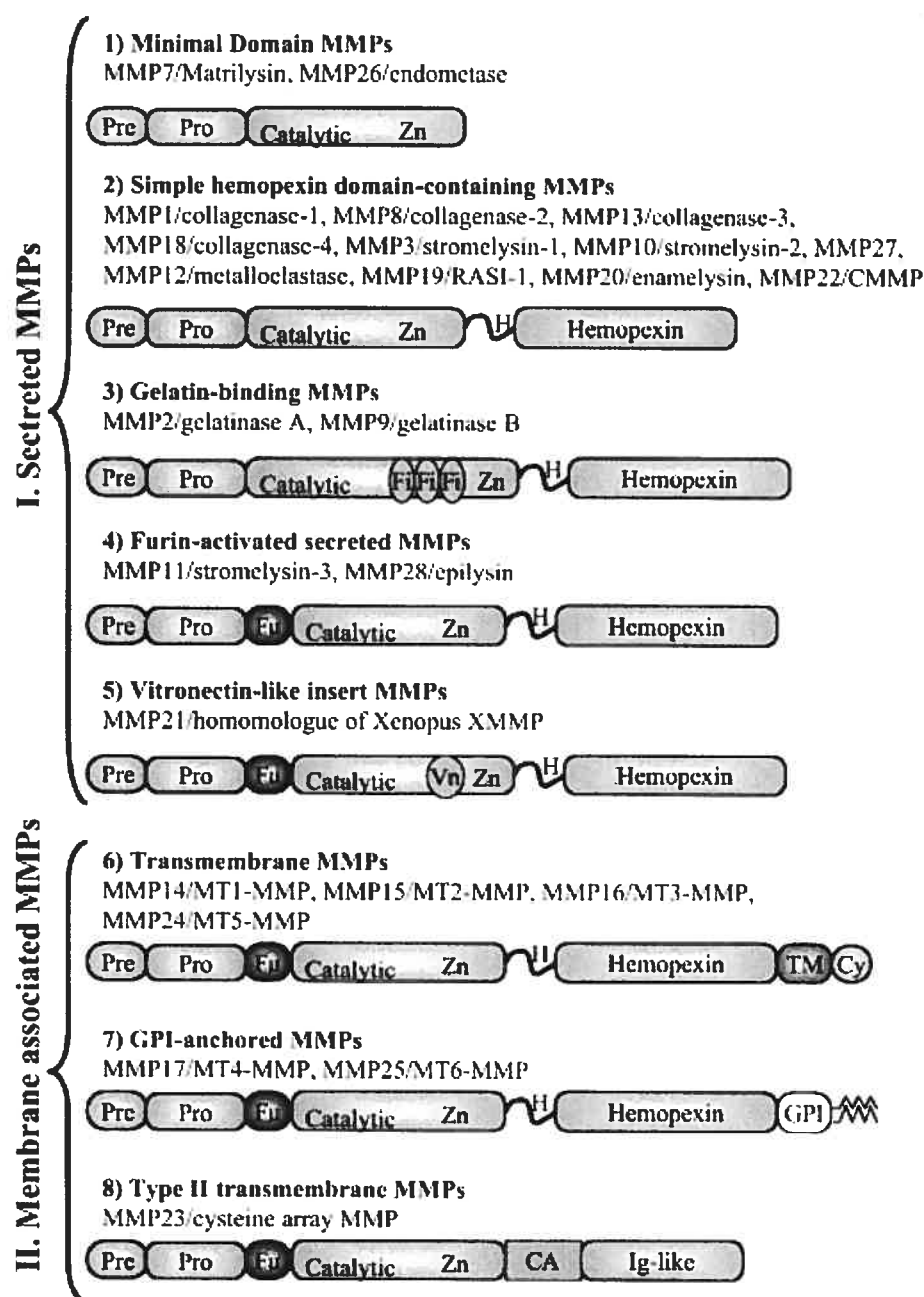 I. Sectreted MMPs
1) Minimal Domain MMPs
MMP7/Matrilysin, MMP26/endometase
Pre Pro Catalytic Zn
2) Simple hemopexin domain-containing MMPs
MMP1/collagenase-1, MMP8/collagenase-2, MMP13/collagenase-3,
MMP18/collagenase-4, MMP3/stromelysin-1, MMP10/stromelysin-2, MMP27,
MMP12/metalloelastase, MMP19/RASI-1, MMP20/enamelysin, MMP22/CMMP
Pre Pro Catalytic Zn H Hemopexin
3) Gelatin-binding MMPs
MMP2/gelatinase A, MMP9/gelatinase B
Pre Pro Catalytic Fi Fi Fi Zn H Hemopexin
4) Furin-activated secreted MMPs
MMP11/stromelysin-3, MMP28/epilysin
Pre Pro Fu Catalytic Zn H Hemopexin
5) Vitronectin-like insert MMPs
MMP21/homomologue of Xenopus XMMP
Pre Pro Fu Catalytic Vn Zn H Hemopexin
II. Membrane associated MMPs
6) Transmembrane MMPs
MMP14/MT1-MMP, MMP15/MT2-MMP, MMP16/MT3-MMP,
MMP24/MT5-MMP
Pre Pro Fu Catalytic Zn H Hemopexin TM Cy
7) GPI-anchored MMPs
MMP17/MT4-MMP, MMP25/MT6-MMP
Pre Pro Fu Catalytic Zn H Hemopexin GPI
8) Type II transmembrane MMPs
MMP23/cysteine array MMP
Pre Pro Fu Catalytic Zn CA Ig-like